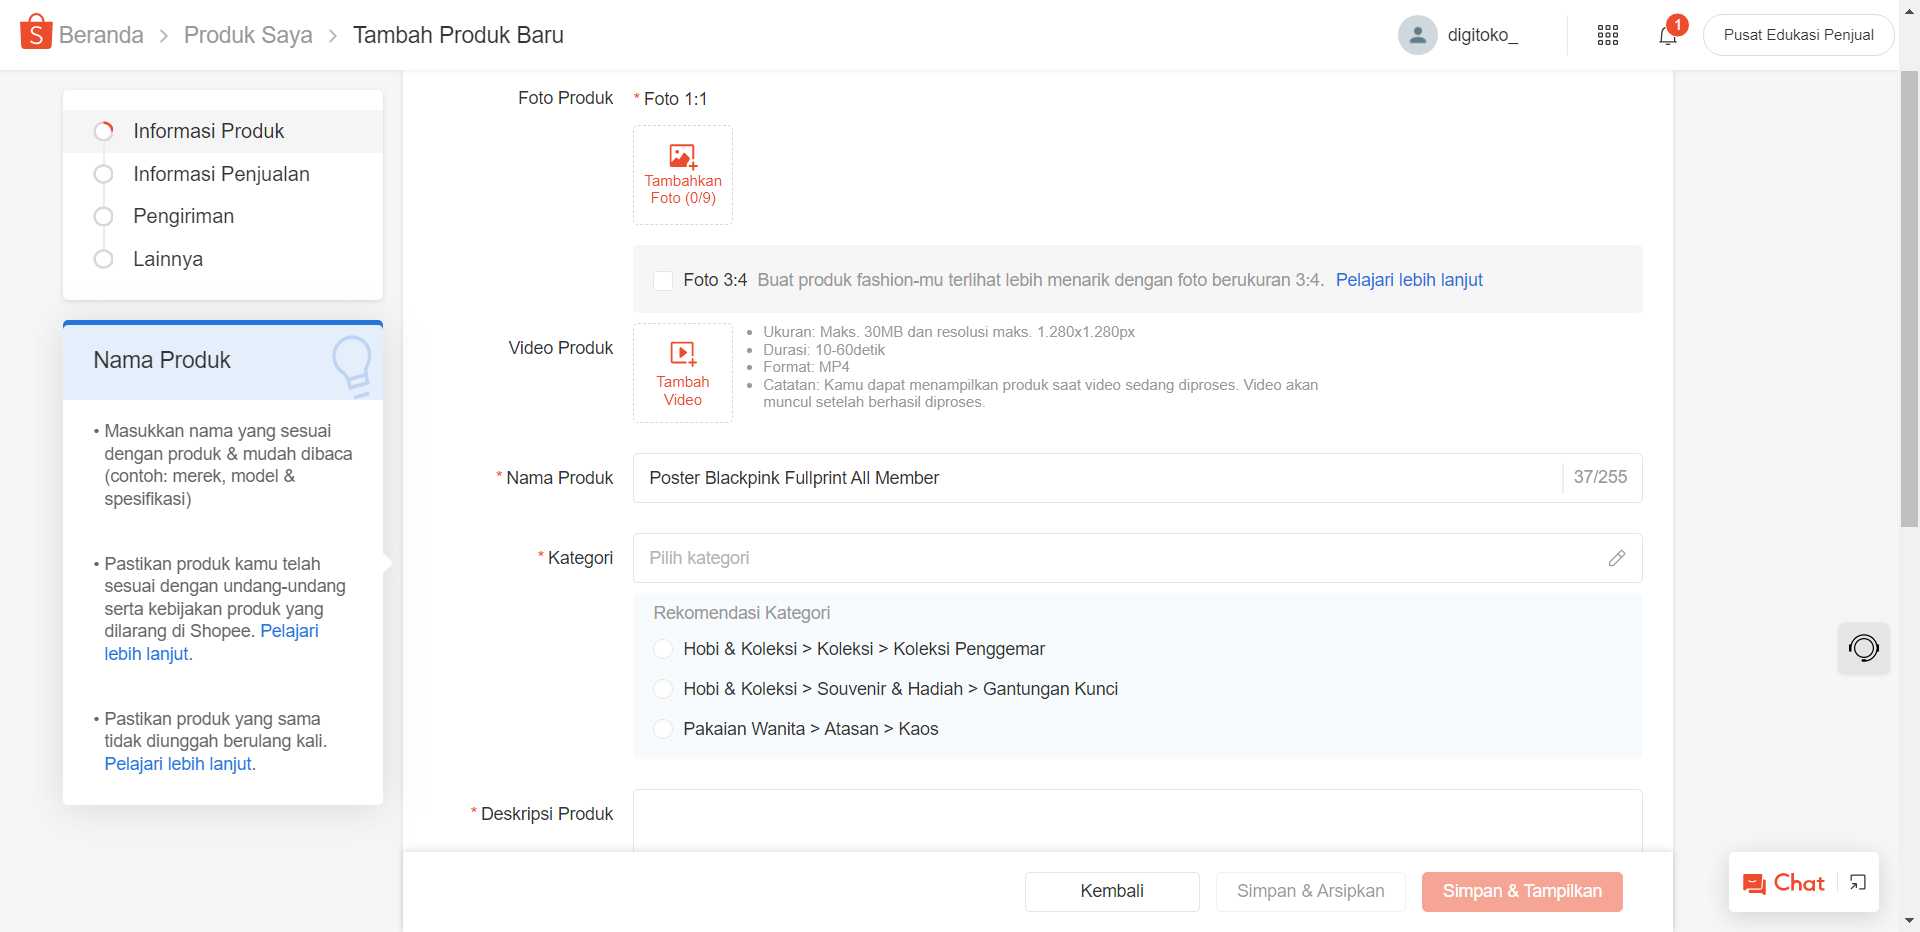 Beranda > Produk Saya > Tambah Produk Baru
digitoko_
1
Pusat Edukasi Penjual
Informasi Produk
Informasi Penjualan
Pengiriman
Lainnya
Nama Produk
• Masukkan nama yang sesuai
dengan produk & mudah dibaca
(contoh: merek, model &
spesifikasi)
• Pastikan produk kamu telah
sesuai dengan undang-undang
serta kebijakan produk yang
dilarang di Shopee. Pelajari
lebih lanjut.
• Pastikan produk yang sama
tidak diunggah berulang kali.
Pelajari lebih lanjut.
Foto Produk
* Foto 1:1
Tambahkan
Foto (0/9)
Foto 3:4 Buat produk fashion-mu terlihat lebih menarik dengan foto berukuran 3:4. Pelajari lebih lanjut
Video Produk
Tambah
Video
• Ukuran: Maks. 30MB dan resolusi maks. 1.280x1.280px
• Durasi: 10-60detik
• Format: MP4
• Catatan: Kamu dapat menampilkan produk saat video sedang diproses. Video akan
muncul setelah berhasil diproses.
* Nama Produk
Poster Blackpink Fullprint All Member
37/255
* Kategori
Pilih kategori
Rekomendasi Kategori
Hobi & Koleksi > Koleksi > Koleksi Penggemar
Hobi & Koleksi > Souvenir & Hadiah > Gantungan Kunci
Pakaian Wanita > Atasan > Kaos
* Deskripsi Produk
Kembali
Simpan & Arsipkan
Simpan & Tampilkan
Chat